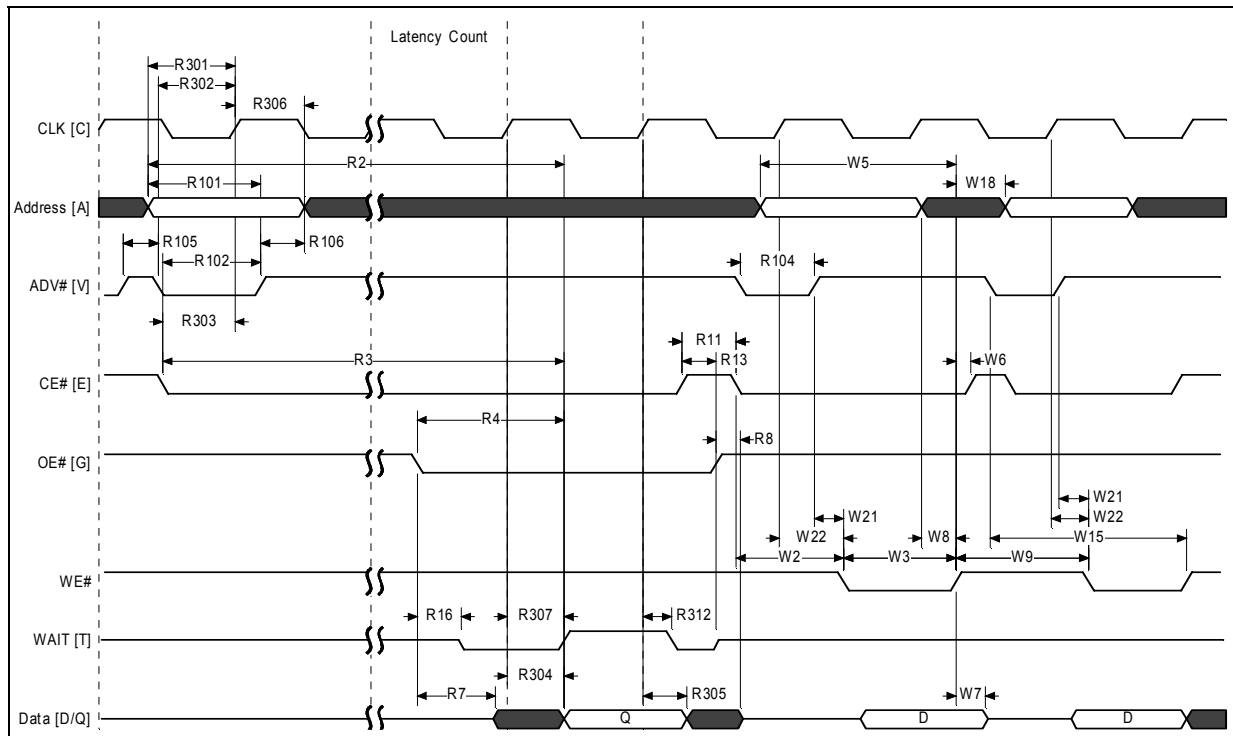 Latency Count
R301
R302
R306
CLK [C]
R2
W5
R101
W18
Address [A]
R105
R106
R102
R104
ADV# [V]
R303
R11
R3
R13
W6
CE# [E]
R4
R8
OE# [G]
W21
W21
W22
W22
W8
W15
W2
W3
W9
WE#
R16
R307
R312
WAIT [T]
R304
R7
R305
W7
Data [D/Q]
Q
D
D